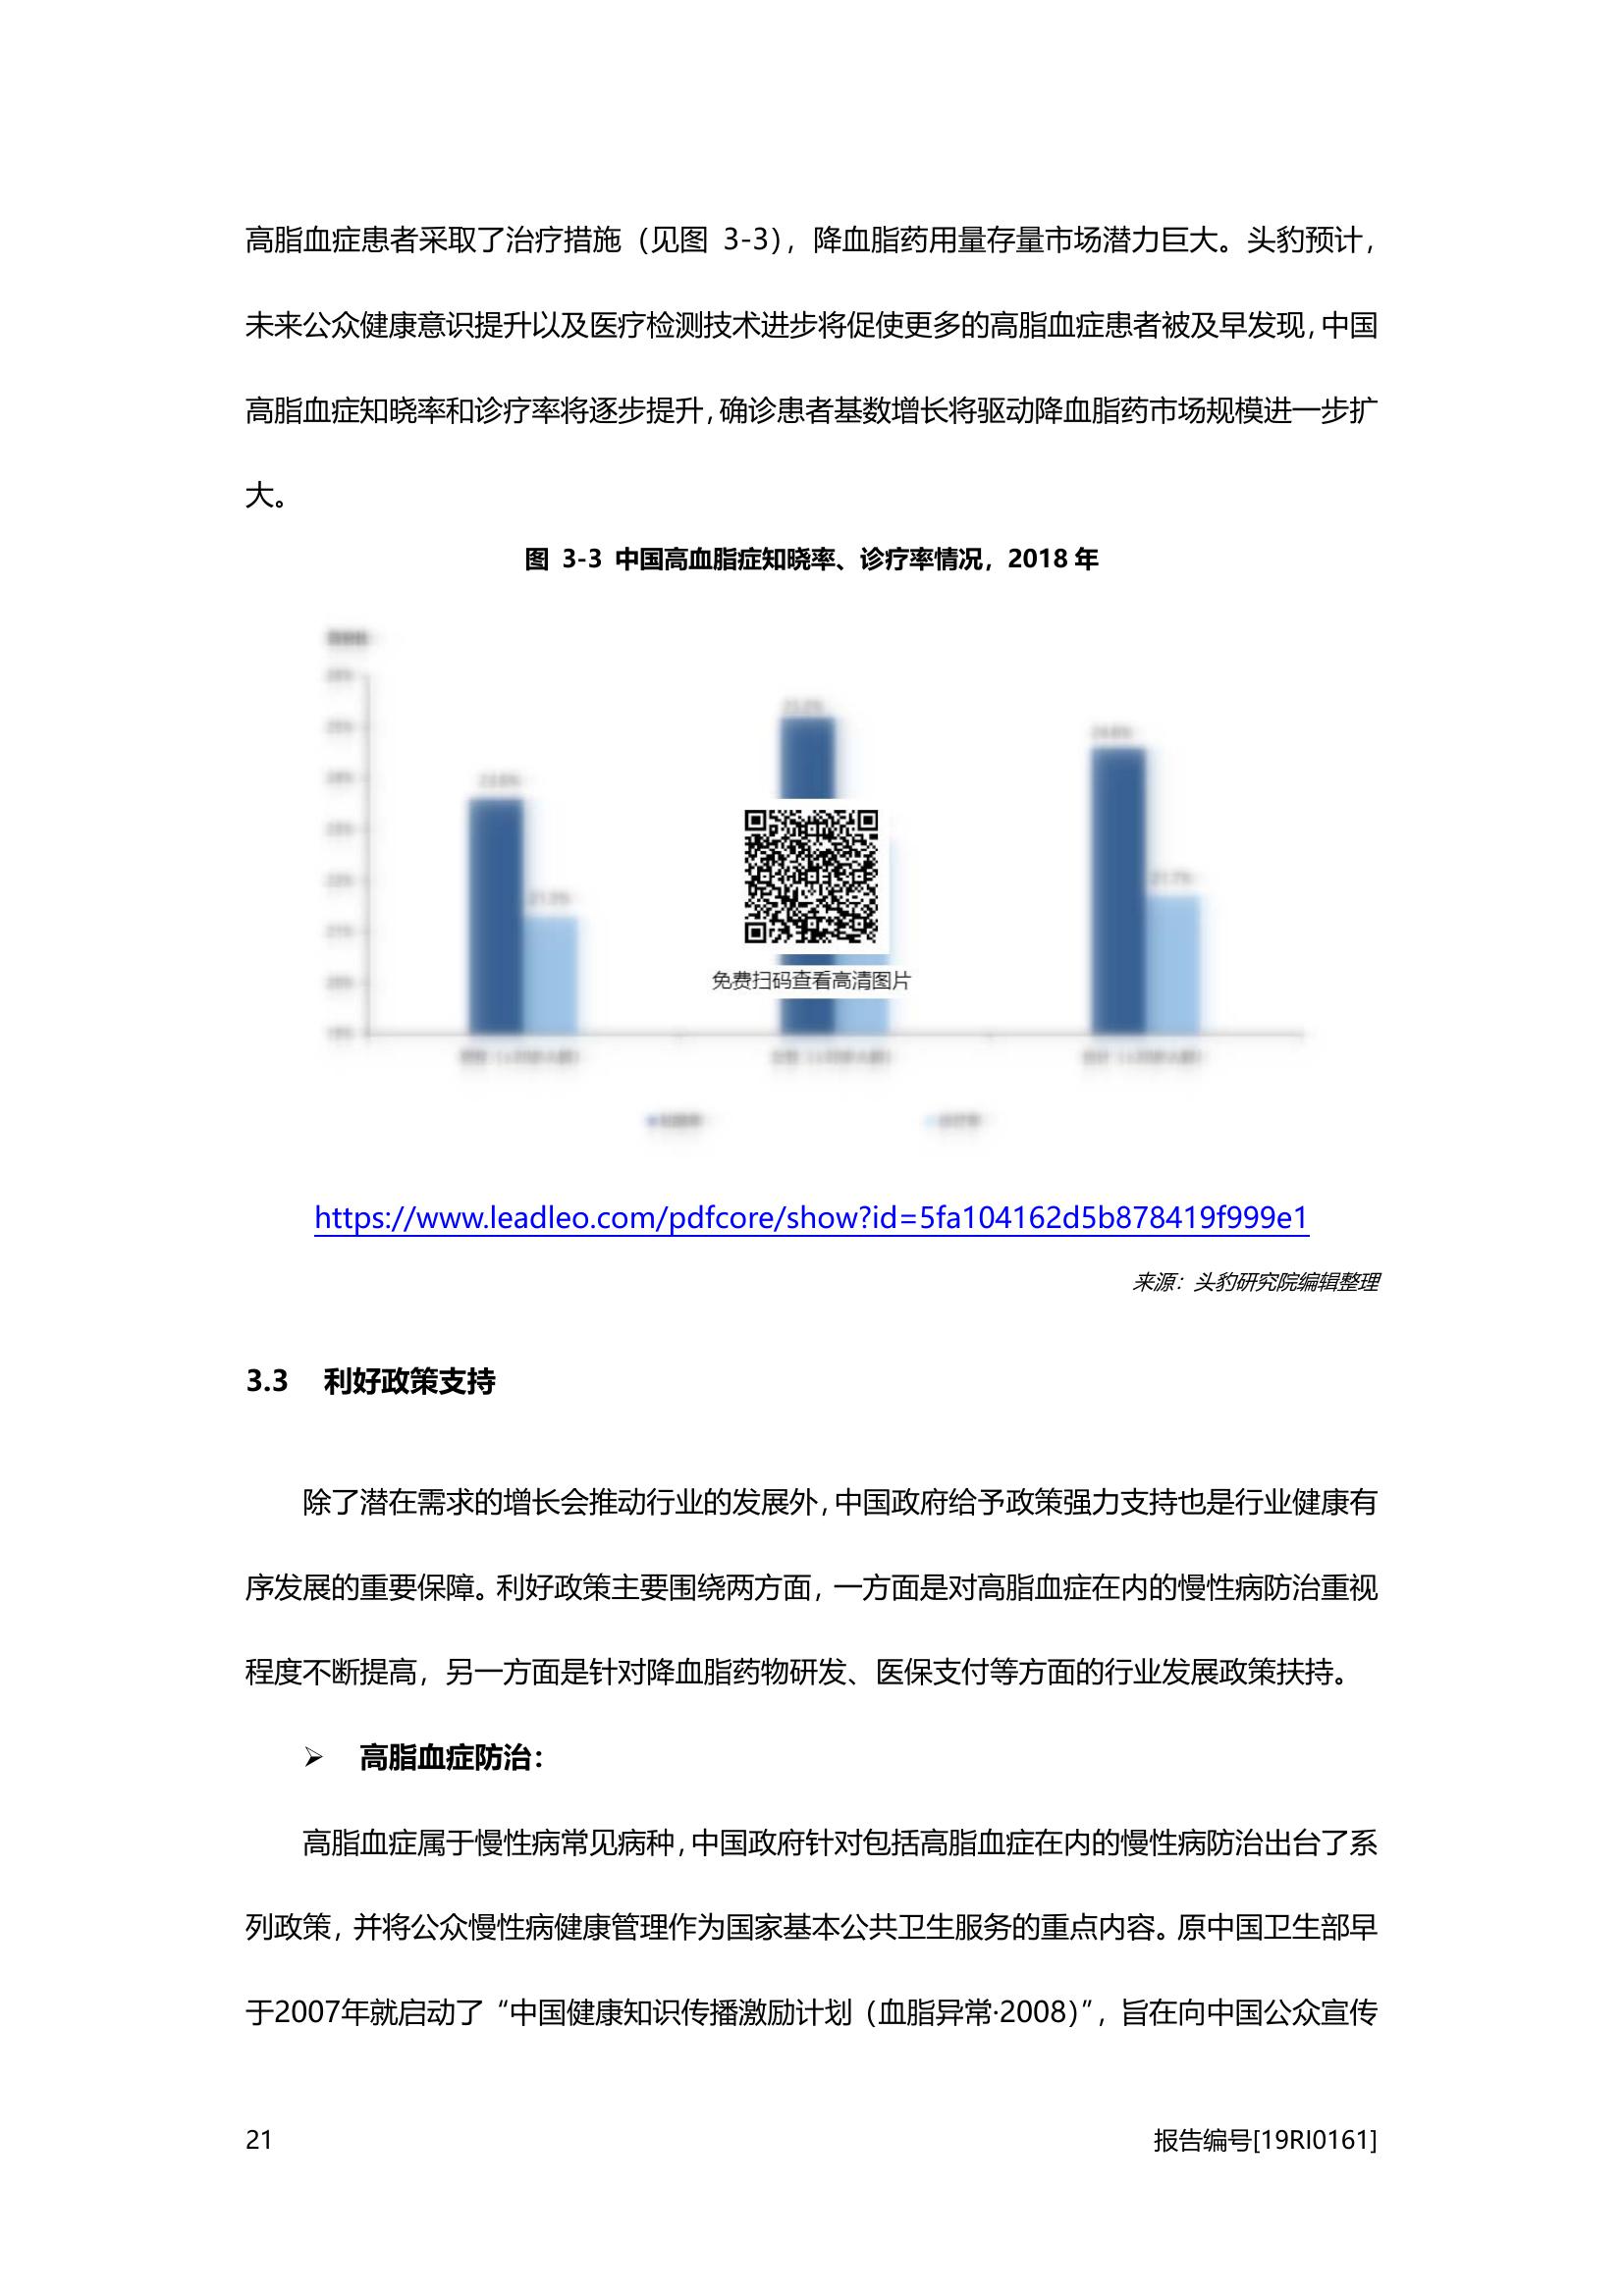 高脂血症患者采取了治疗措施（见图 3-3），降血脂药用量存量市场潜力巨大。头豹预计，
未来公众健康意识提升以及医疗检测技术进步将促使更多的高脂血症患者被及早发现，中国
高脂血症知晓率和诊疗率将逐步提升，确诊患者基数增长将驱动降血脂药市场规模进一步扩
大。
图 3-3 中国高血脂症知晓率、诊疗率情况，2018 年
免费扫码查看高清图片
https://www.leadleo.com/pdfcore/show?id=5fa104162d5b878419f999e1
来源：头豹研究院编辑整理
3.3 利好政策支持
除了潜在需求的增长会推动行业的发展外，中国政府给予政策强力支持也是行业健康有
序发展的重要保障。利好政策主要围绕两方面，一方面是对高脂血症在内的慢性病防治重视
程度不断提高，另一方面是针对降血脂药物研发、医保支付等方面的行业发展政策扶持。
➢ 高脂血症防治：
高脂血症属于慢性病常见病种，中国政府针对包括高脂血症在内的慢性病防治出台了系
列政策，并将公众慢性病健康管理作为国家基本公共卫生服务的重点内容。原中国卫生部早
于2007年就启动了“中国健康知识传播激励计划（血脂异常·2008）”，旨在向中国公众宣传
21 报告编号[19RI0161]